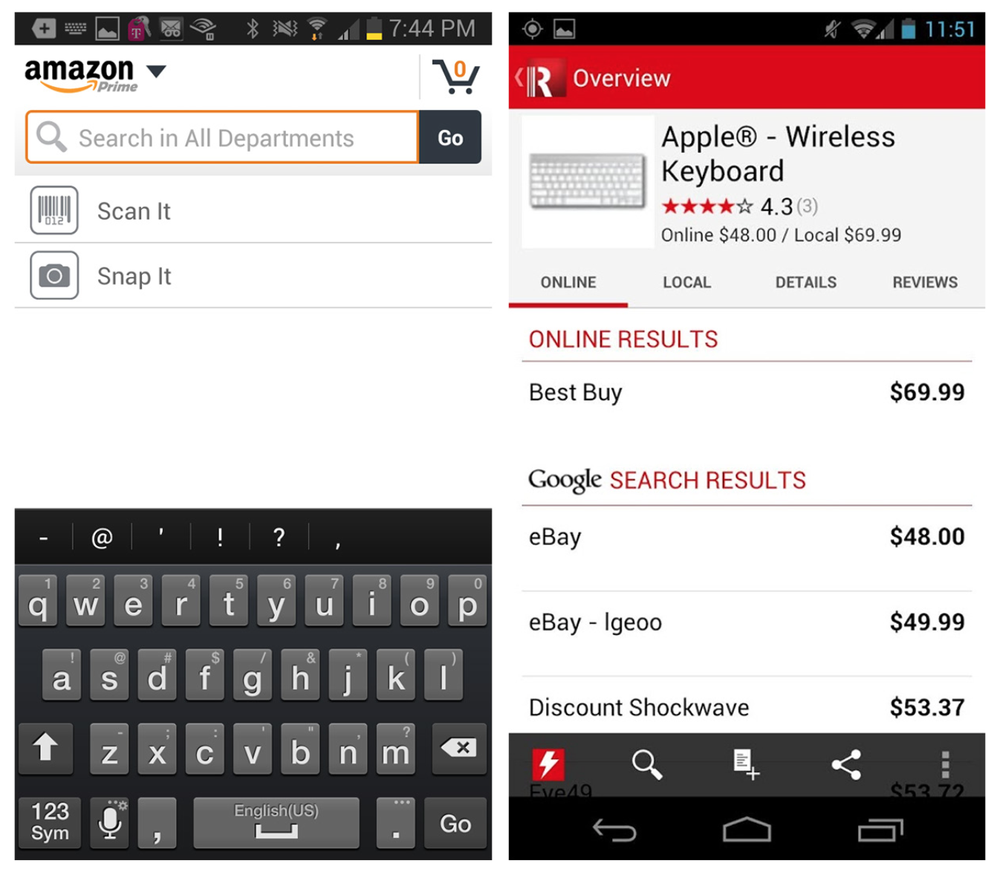 7:44 PM
amazon
Prime
0
Search in All Departments Go
012 Scan It
Snap It
- @ ' ! ? ,
1 2 3 4 5 6 7 8 9 0
q w e r t y u i o p
! @ # $ / & * ( )
a s d f g h j k l
- ; : ' " , ?
z x c v b n m
123 English(US)
Sym , . Go
11:51
R Overview
Apple® - Wireless
Keyboard
4.3 (3)
Online $48.00 / Local $69.99
ONLINE LOCAL DETAILS REVIEWS
ONLINE RESULTS
Best Buy $69.99
Google SEARCH RESULTS
eBay $48.00
eBay - lgeoo $49.99
Discount Shockwave $53.37
Eve49 $53.72